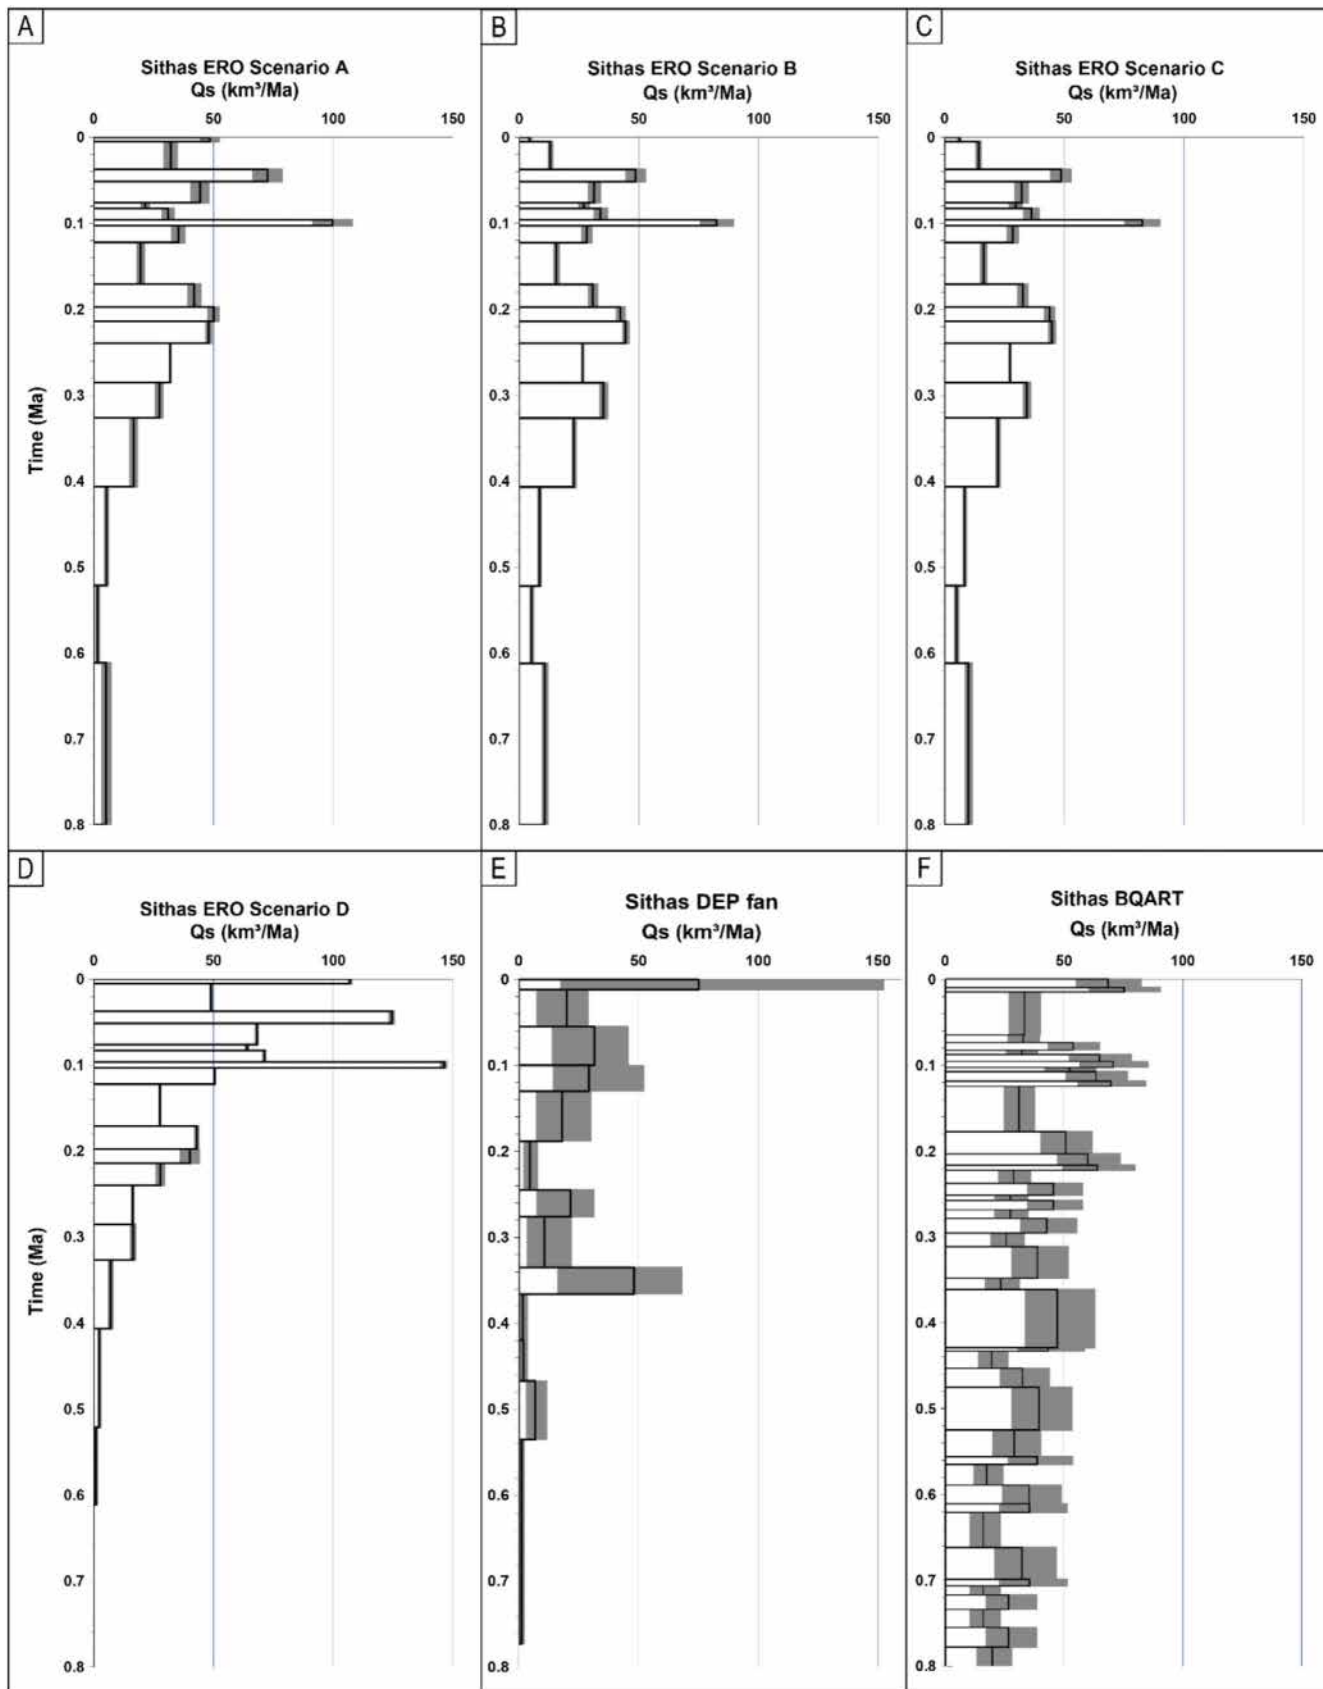 A
Sithas ERO Scenario A
Qs (km³/Ma)
0 50 100 150
0
0.1
0.2
0.3
0.4
0.5
0.6
0.7
0.8
Time (Ma)
B
Sithas ERO Scenario B
Qs (km³/Ma)
0 50 100 150
0
0.1
0.2
0.3
0.4
0.5
0.6
0.7
0.8
C
Sithas ERO Scenario C
Qs (km³/Ma)
0 50 100 150
0
0.1
0.2
0.3
0.4
0.5
0.6
0.7
0.8
D
Sithas ERO Scenario D
Qs (km³/Ma)
0 50 100 150
0
0.1
0.2
0.3
0.4
0.5
0.6
0.7
0.8
Time (Ma)
E
Sithas DEP fan
Qs (km³/Ma)
0 50 100 150
0
0.1
0.2
0.3
0.4
0.5
0.6
0.7
0.8
F
Sithas BQART
Qs (km³/Ma)
0 50 100 150
0
0.1
0.2
0.3
0.4
0.5
0.6
0.7
0.8